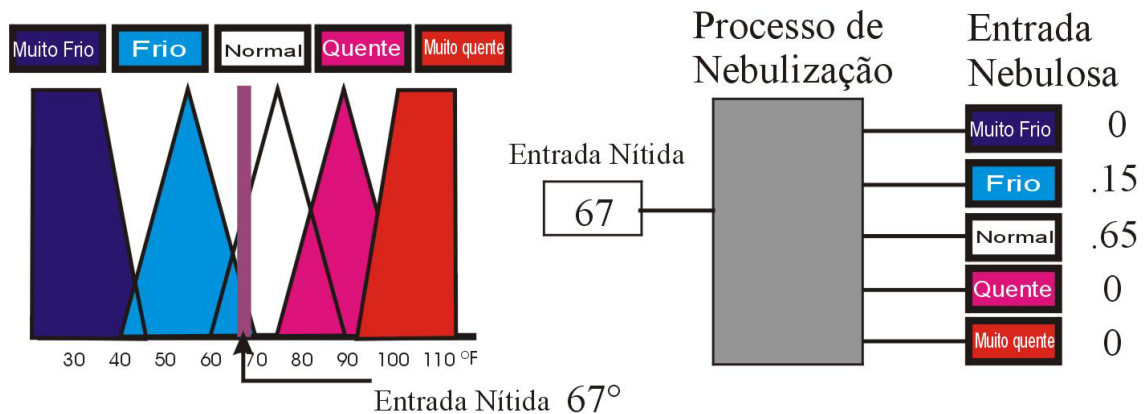 Muito Frio
Frio
Normal
Quente
Muito quente
30 40 50 60 70 80 90 100 110 °F
Entrada Nítida 67°
Processo de
Nebulização
Entrada Nítida
67
Entrada
Nebulosa
Muito Frio 0
Frio .15
Normal .65
Quente 0
Muito quente 0